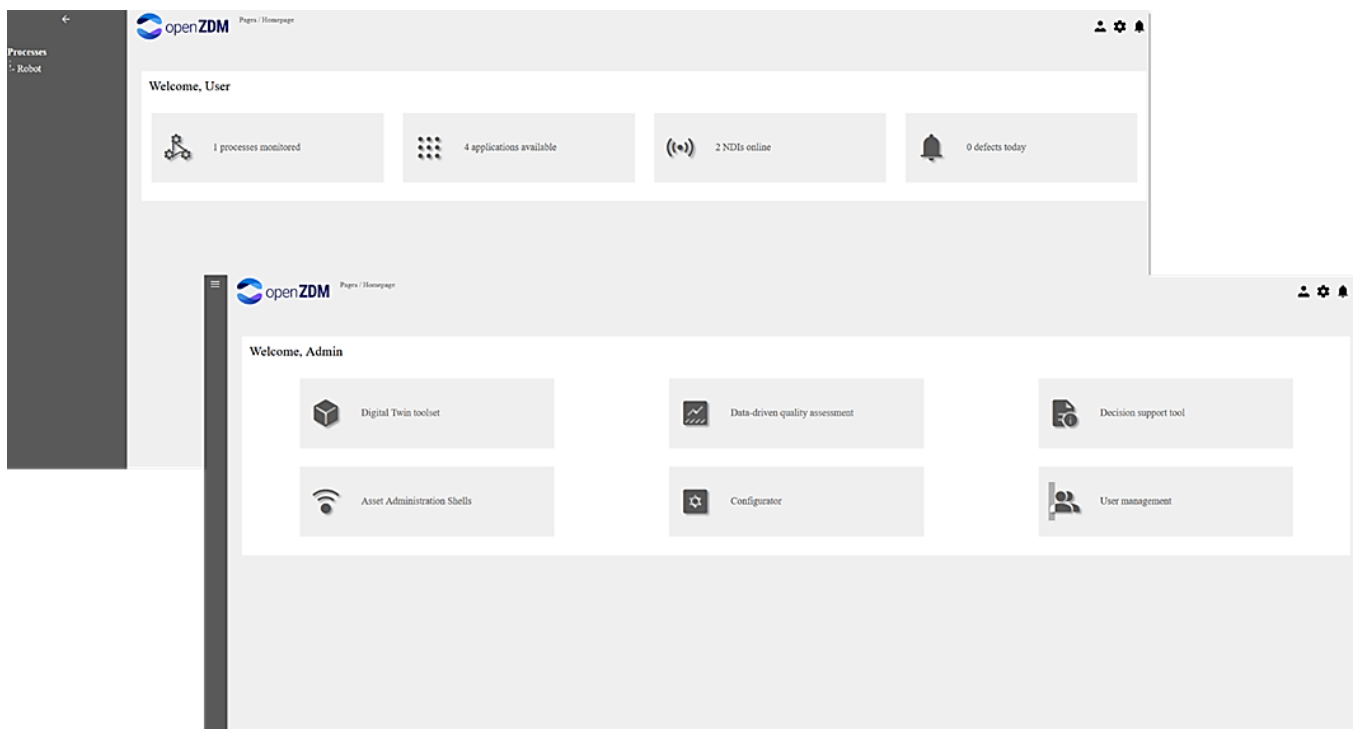 openZDM
Pages / Homepage
Processes
Robot
Welcome, User
1 processes monitored
4 applications available
2 NDIs online
0 defects today
openZDM
Pages / Homepage
Welcome, Admin
Digital Twin toolset
Data-driven quality assessment
Decision support tool
Asset Administration Shells
Configurator
User management